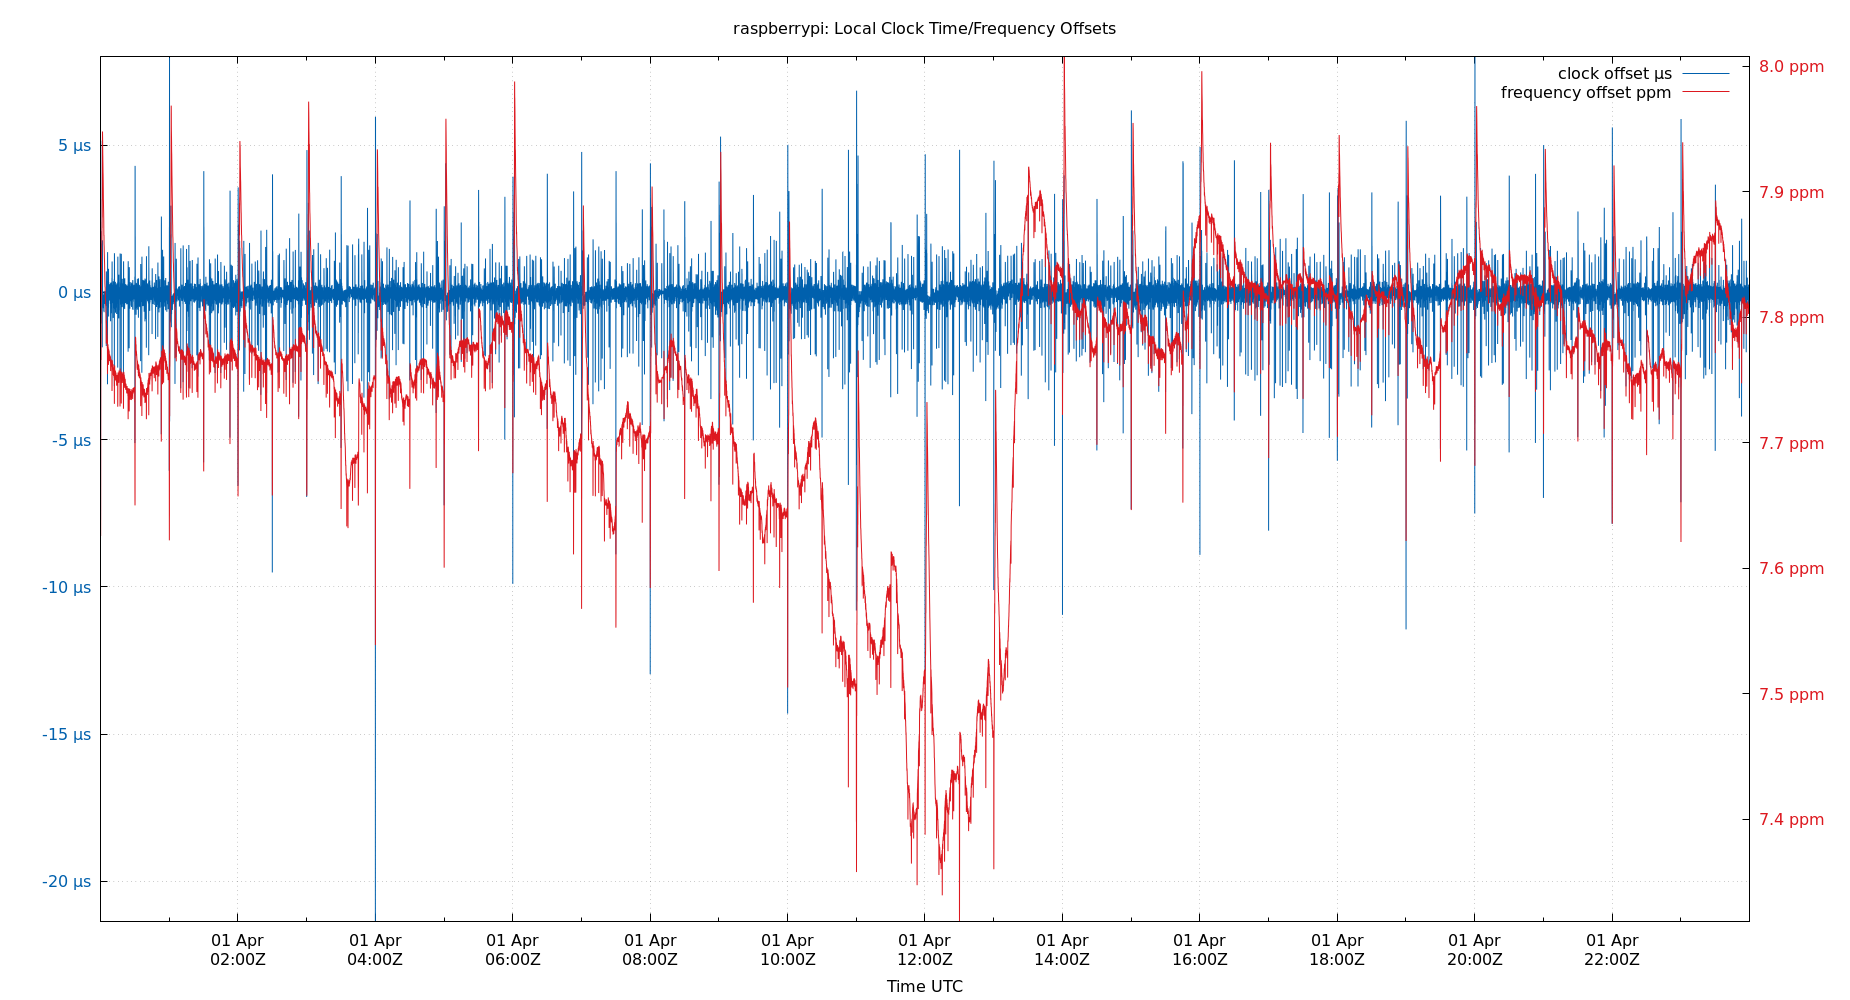 raspberrypi: Local Clock Time/Frequency Offsets
clock offset µs
frequency offset ppm
5 µs
0 µs
-5 µs
-10 µs
-15 µs
-20 µs
8.0 ppm
7.9 ppm
7.8 ppm
7.7 ppm
7.6 ppm
7.5 ppm
7.4 ppm
01 Apr 01 Apr 01 Apr 01 Apr 01 Apr 01 Apr 01 Apr 01 Apr 01 Apr 01 Apr 01 Apr
02:00Z 04:00Z 06:00Z 08:00Z 10:00Z 12:00Z 14:00Z 16:00Z 18:00Z 20:00Z 22:00Z
Time UTC